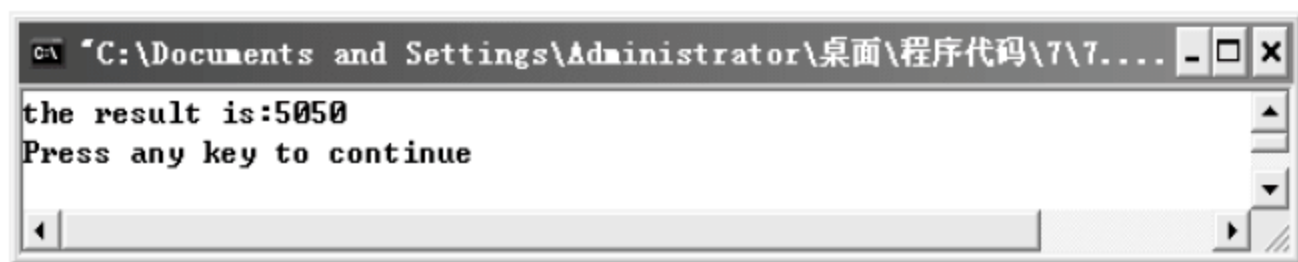 "C:\Documents and Settings\Administrator\桌面\程序代码\7\7....
the result is:5050
Press any key to continue